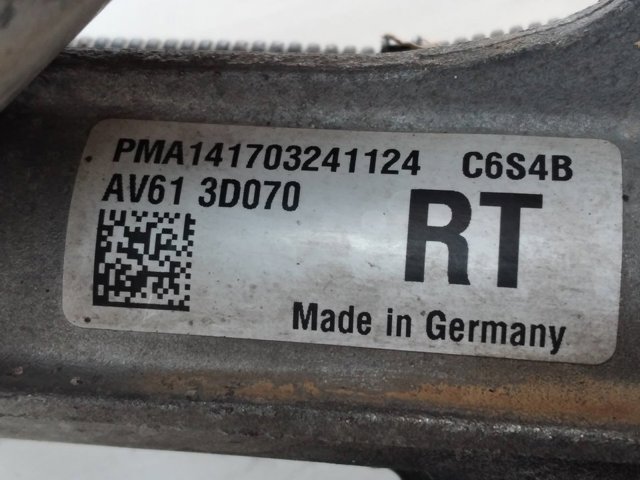 PMA141703241124 C6S4B
AV61 3D070
RT
Made in Germany